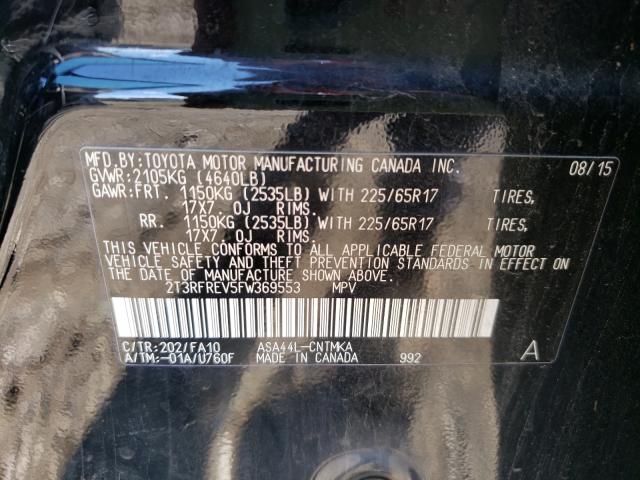 MFD.BY:TOYOTA MOTOR MANUFACTURING CANADA INC. 08/15
GVWR:2105KG (4640LB)
GAWR:FRT. 1150KG (2535LB) WITH 225/65R17 TIRES,
17X7.0J RIMS.
RR. 1150KG (2535LB) WITH 225/65R17 TIRES,
17X7.0J RIMS.
THIS VEHICLE CONFORMS TO ALL APPLICABLE FEDERAL MOTOR
VEHICLE SAFETY AND THEFT PREVENTION STANDARDS IN EFFECT
ON THE DATE OF MANUFACTURE SHOWN ABOVE.
2T3RFREV5FW369553 MPV
C/TR:202/FA10 ASA44L-CNTMKA
A/TM:-01A/U760F MADE IN CANADA 992 A